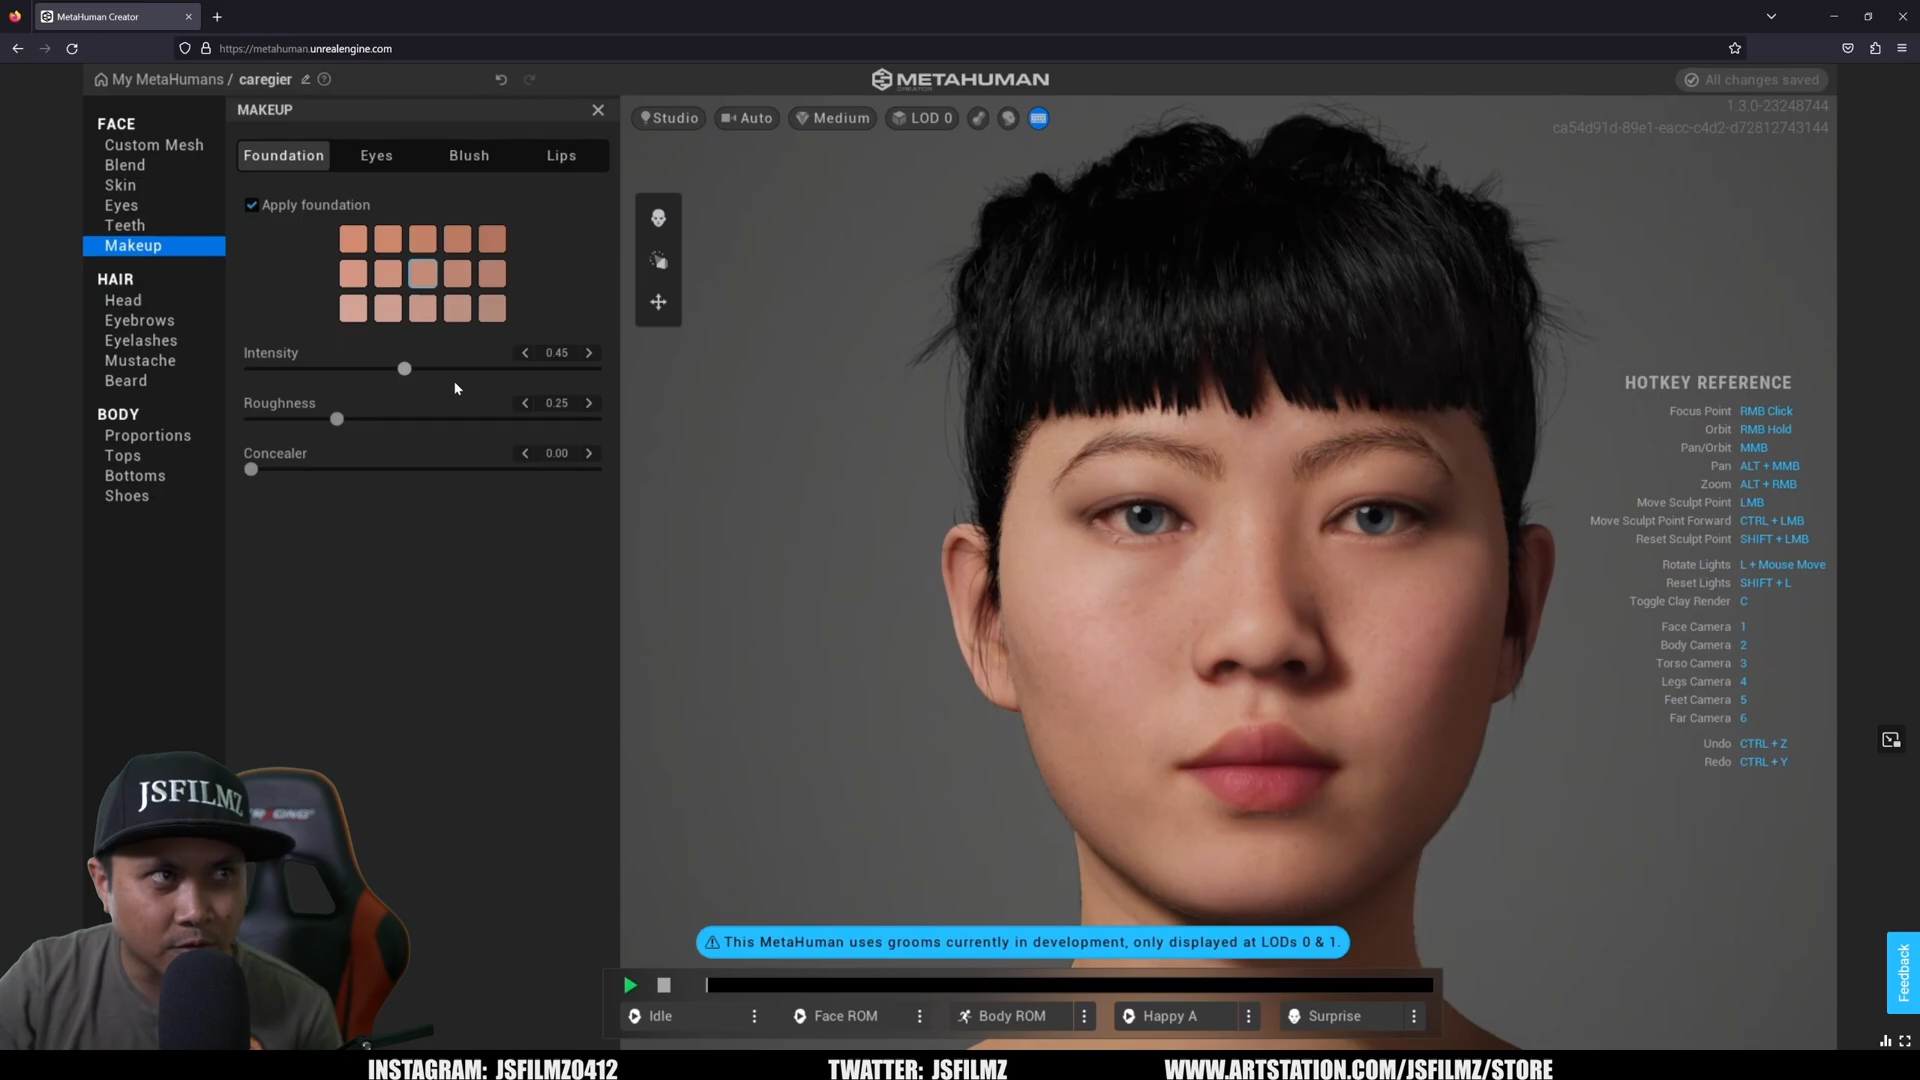 MetaHuman Creator
https://metahuman.unrealengine.com
My MetaHumans / caregier
METAHUMAN
CREATOR
All changes saved
FACE
Custom Mesh
Blend
Skin
Eyes
Teeth
Makeup
HAIR
Head
Eyebrows
Eyelashes
Mustache
Beard
BODY
Proportions
Tops
Bottoms
Shoes
MAKEUP
Foundation
Eyes
Blush
Lips
Apply foundation
Intensity
0.45
Roughness
0.25
Concealer
0.00
Studio
Auto
Medium
LOD 0
1.3.0-23248744
ca54d91d-89e1-eacc-c4d2-d72812743144
HOTKEY REFERENCE
Focus Point RMB Click
Orbit RMB Hold
Pan/Orbit MMB
Pan ALT + MMB
Zoom ALT + RMB
Move Sculpt Point LMB
Move Sculpt Point Forward CTRL + LMB
Reset Sculpt Point SHIFT + LMB
Rotate Lights L + Mouse Move
Reset Lights SHIFT + L
Toggle Clay Render C
Face Camera 1
Body Camera 2
Torso Camera 3
Legs Camera 4
Feet Camera 5
Far Camera 6
Undo CTRL + Z
Redo CTRL + Y
This MetaHuman uses grooms currently in development, only displayed at LODs 0 & 1.
Idle
Face ROM
Body ROM
Happy A
Surprise
Feedback
JSFILMZ
INSTAGRAM: JSFILMZ0412
TWATTER: JSFILMZ
WWW.ARTSTATION.COM/JSFILMZ/STORE